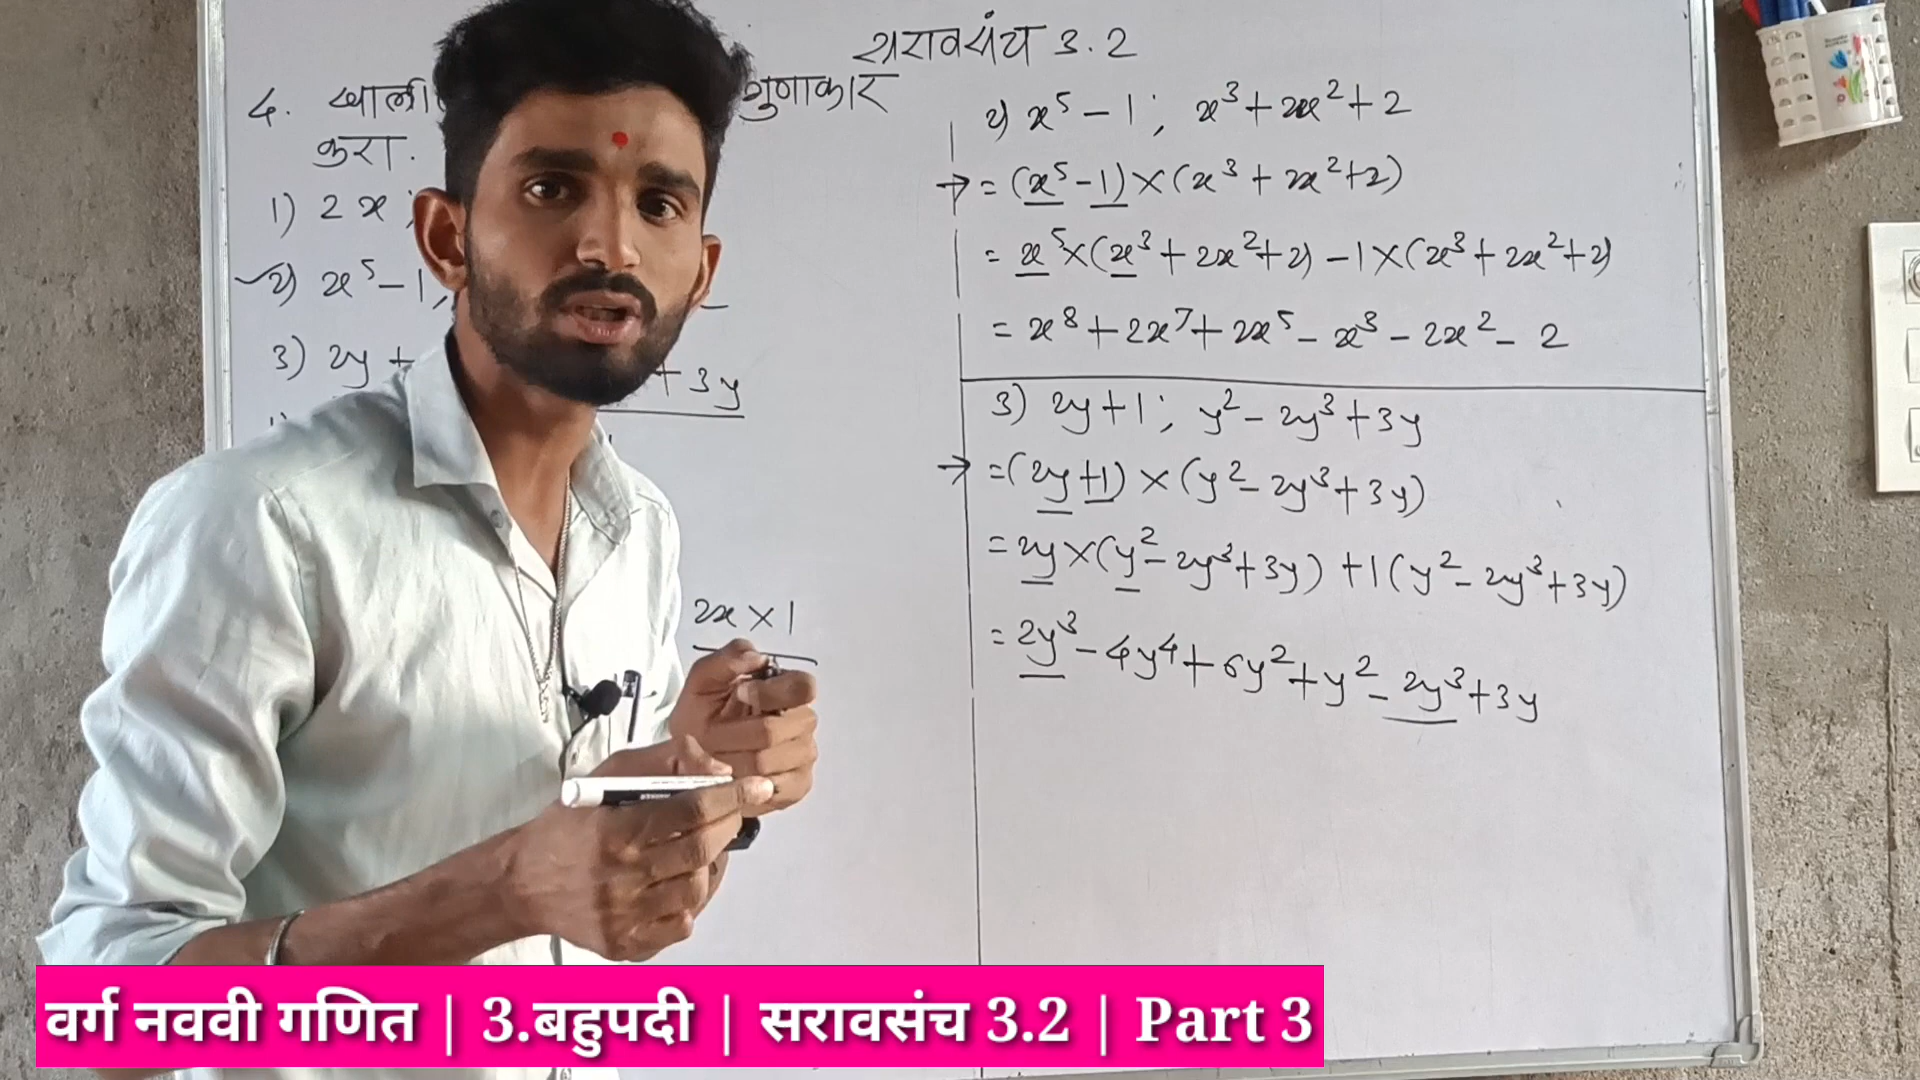 सरावसंच 3.2
4. खाली गुणाकार
करा.
1) 2x;
2) x⁵ - 1,
3) 2y + + 3y
2x × 1
2) x⁵ - 1; x³ + 2x² + 2
→ = (x⁵ - 1) × (x³ + 2x² + 2)
= x⁵ × (x³ + 2x² + 2) - 1 × (x³ + 2x² + 2)
= x⁸ + 2x⁷ + 2x⁵ - x³ - 2x² - 2
3) 2y + 1; y² - 2y³ + 3y
→ = (2y + 1) × (y² - 2y³ + 3y)
= 2y × (y² - 2y³ + 3y) + 1 (y² - 2y³ + 3y)
= 2y³ - 4y⁴ + 6y² + y² - 2y³ + 3y
वर्ग नववी गणित | 3.बहुपदी | सरावसंच 3.2 | Part 3